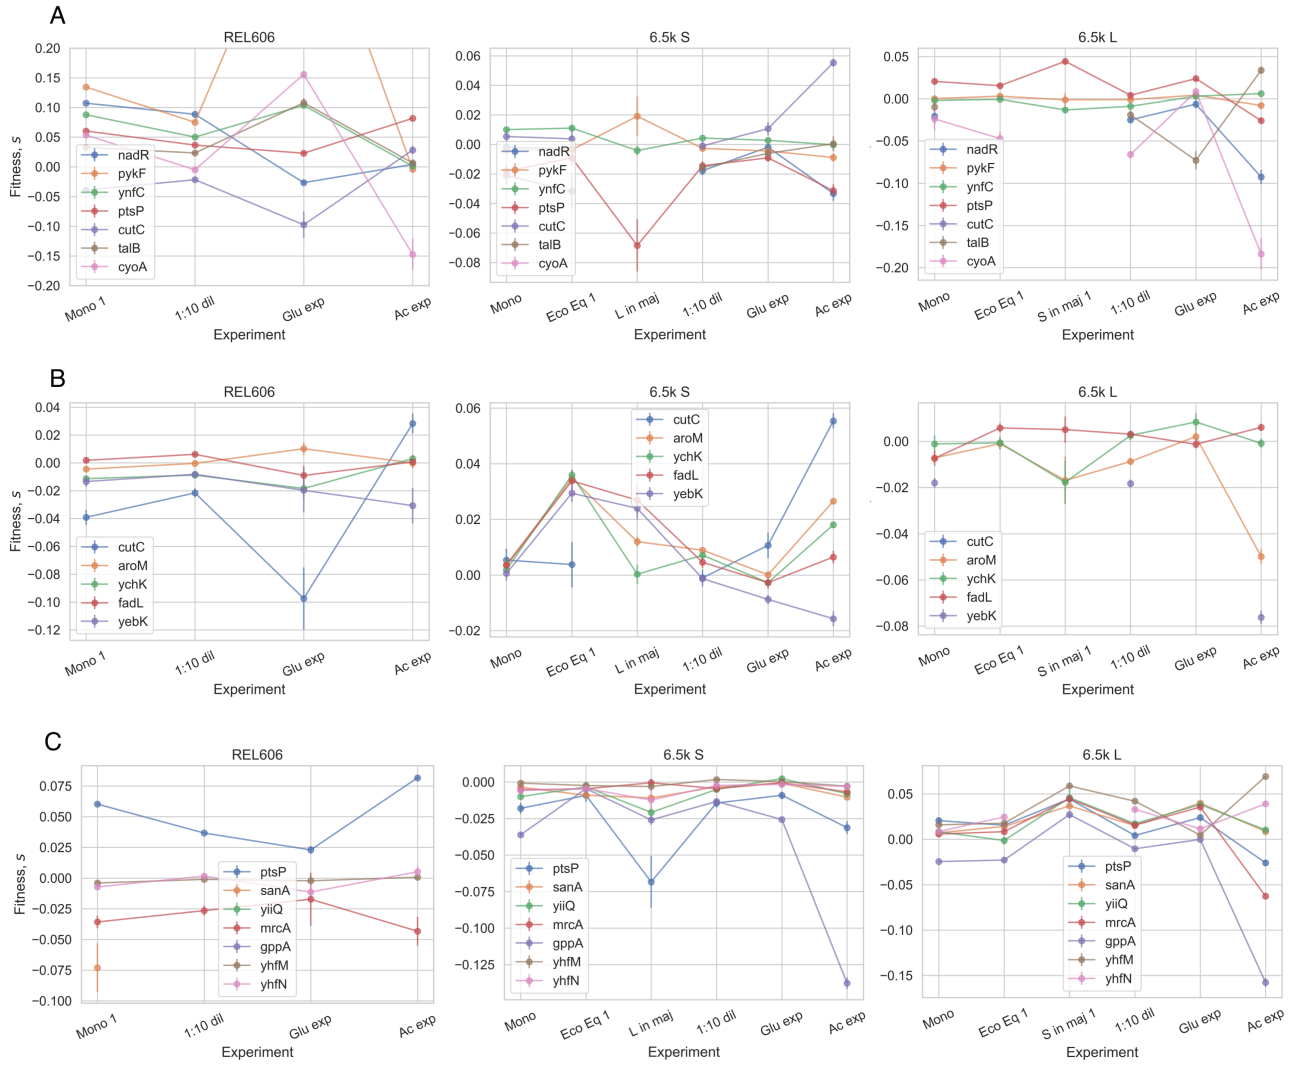 A
REL606
6.5k S
6.5k L
Fitness, s
0.20
0.15
0.10
0.05
0.00
−0.05
−0.10
−0.15
−0.20
nadR
pykF
ynfC
ptsP
cutC
talB
cyoA
Mono 1
1:10 dil
Glu exp
Ac exp
Experiment
0.06
0.04
0.02
0.00
−0.02
−0.04
−0.06
−0.08
nadR
pykF
ynfC
ptsP
cutC
talB
cyoA
Mono
Eco Eq 1
L in maj
1:10 dil
Glu exp
Ac exp
Experiment
0.05
0.00
−0.05
−0.10
−0.15
−0.20
nadR
pykF
ynfC
ptsP
cutC
talB
cyoA
Mono
Eco Eq 1
S in maj 1
1:10 dil
Glu exp
Ac exp
Experiment
B
REL606
6.5k S
6.5k L
Fitness, s
0.04
0.02
0.00
−0.02
−0.04
−0.06
−0.08
−0.10
−0.12
cutC
aroM
ychK
fadL
yebK
Mono 1
1:10 dil
Glu exp
Ac exp
Experiment
0.06
0.04
0.02
0.00
−0.02
cutC
aroM
ychK
fadL
yebK
Mono
Eco Eq 1
L in maj
1:10 dil
Glu exp
Ac exp
Experiment
0.00
−0.02
−0.04
−0.06
−0.08
cutC
aroM
ychK
fadL
yebK
Mono
Eco Eq 1
S in maj 1
1:10 dil
Glu exp
Ac exp
Experiment
C
REL606
6.5k S
6.5k L
Fitness, s
0.075
0.050
0.025
0.000
−0.025
−0.050
−0.075
−0.100
ptsP
sanA
yiiQ
mrcA
gppA
yhfM
yhfN
Mono 1
1:10 dil
Glu exp
Ac exp
Experiment
0.000
−0.025
−0.050
−0.075
−0.100
−0.125
ptsP
sanA
yiiQ
mrcA
gppA
yhfM
yhfN
Mono
Eco Eq 1
L in maj
1:10 dil
Glu exp
Ac exp
Experiment
0.05
0.00
−0.05
−0.10
−0.15
ptsP
sanA
yiiQ
mrcA
gppA
yhfM
yhfN
Mono
Eco Eq 1
S in maj 1
1:10 dil
Glu exp
Ac exp
Experiment